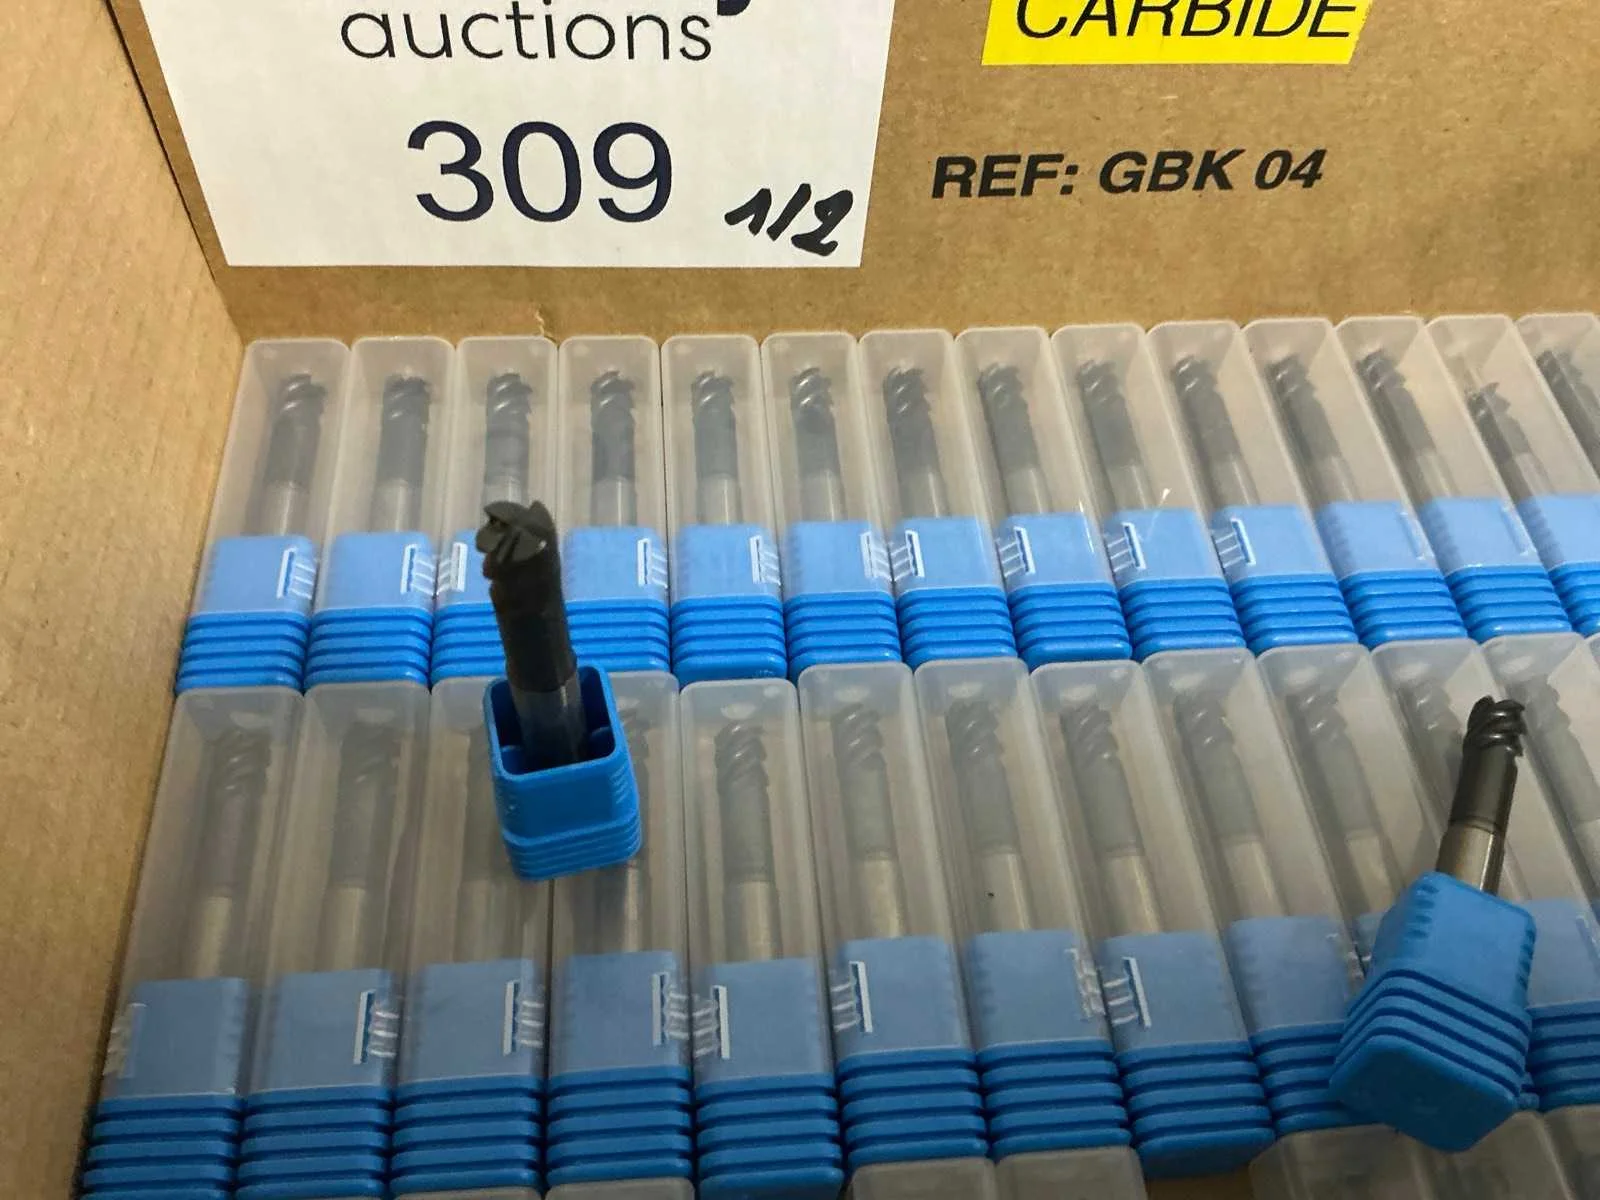 auctions
309
1/2
CARBIDE
REF: GBK 04